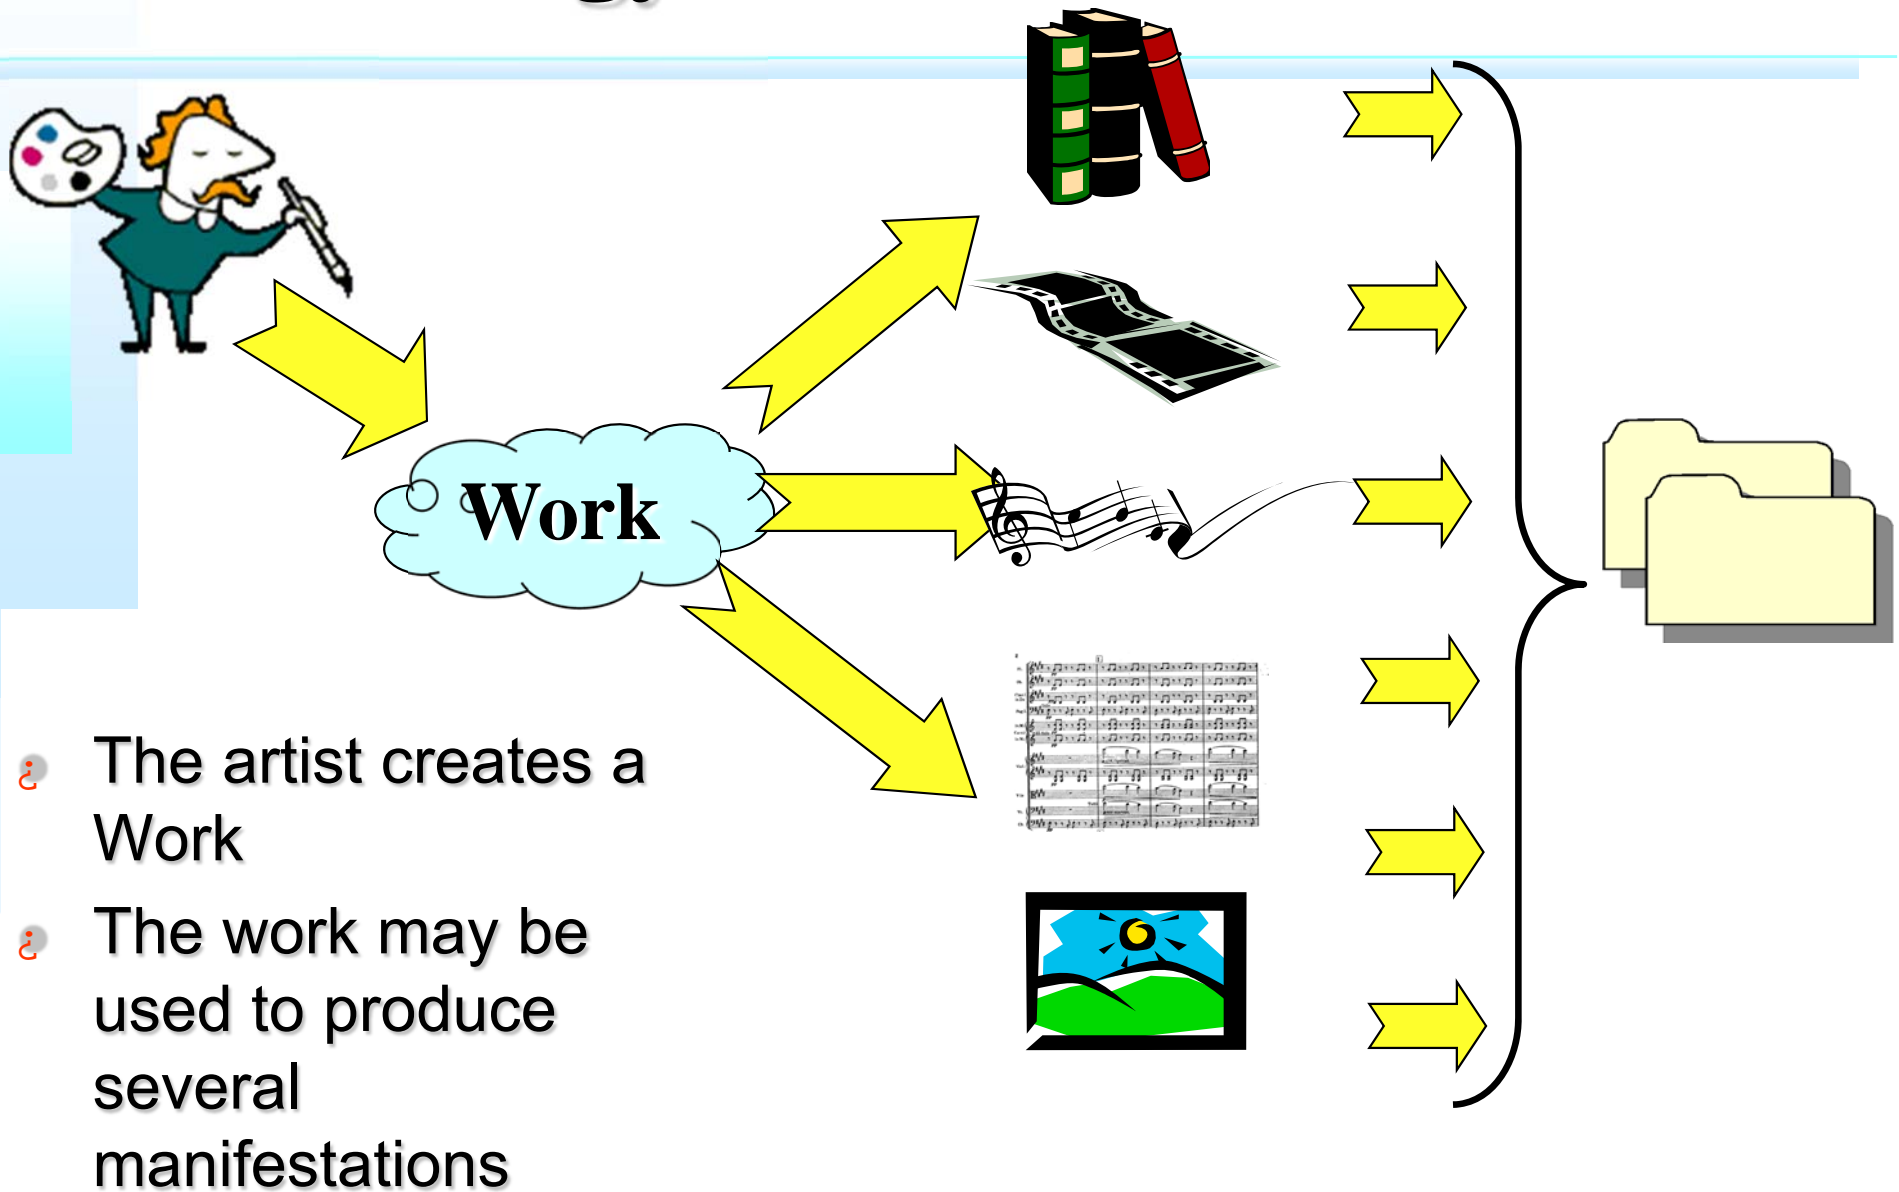 Work
¿ The artist creates a
Work
¿ The work may be
used to produce
several
manifestations